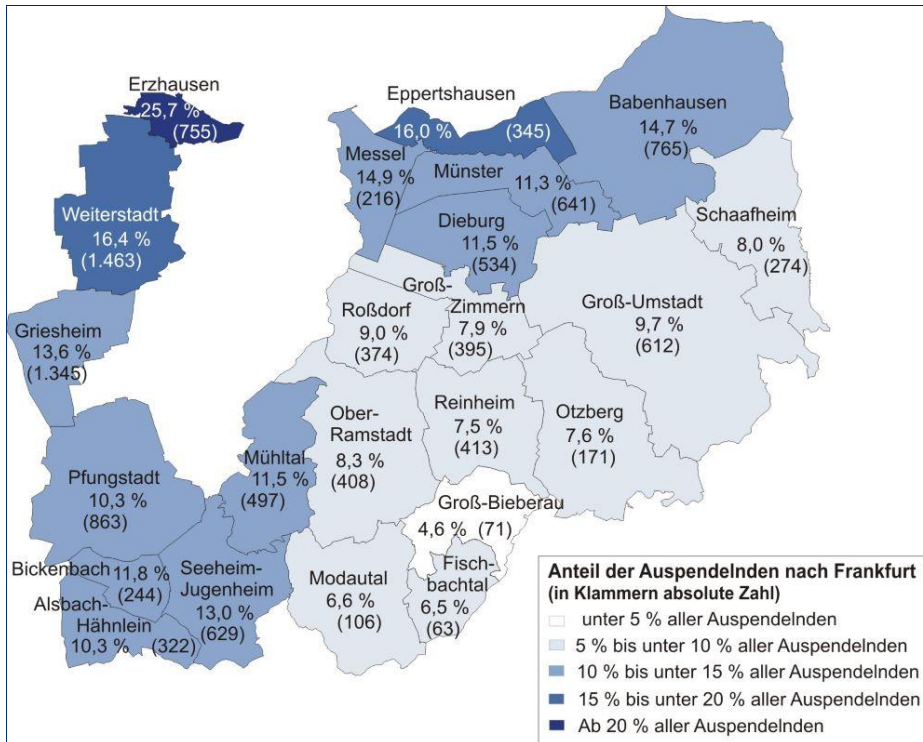 Erzhausen
25,7 %
(755)
Eppertshausen
16,0 %
(345)
Babenhausen
14,7 %
(765)
Messel
14,9 %
(216)
Münster
11,3 %
(641)
Weiterstadt
16,4 %
(1.463)
Dieburg
11,5 %
(534)
Schaafheim
8,0 %
(274)
Groß-
Zimmern
7,9 %
(395)
Roßdorf
9,0 %
(374)
Groß-Umstadt
9,7 %
(612)
Griesheim
13,6 %
(1.345)
Ober-
Ramstadt
8,3 %
(408)
Reinheim
7,5 %
(413)
Otzberg
7,6 %
(171)
Mühltal
11,5 %
(497)
Pfungstadt
10,3 %
(863)
Groß-Bieberau
4,6 % (71)
Bickenbach
11,8 %
(244)
Seeheim-
Jugenheim
13,0 %
(629)
Modautal
6,6 %
(106)
Fisch-
bachtal
6,5 %
(63)
Alsbach-
Hähnlein
10,3 %
(322)
Anteil der Auspendelnden nach Frankfurt
(in Klammern absolute Zahl)
unter 5 % aller Auspendelnden
5 % bis unter 10 % aller Auspendelnden
10 % bis unter 15 % aller Auspendelnden
15 % bis unter 20 % aller Auspendelnden
Ab 20 % aller Auspendelnden